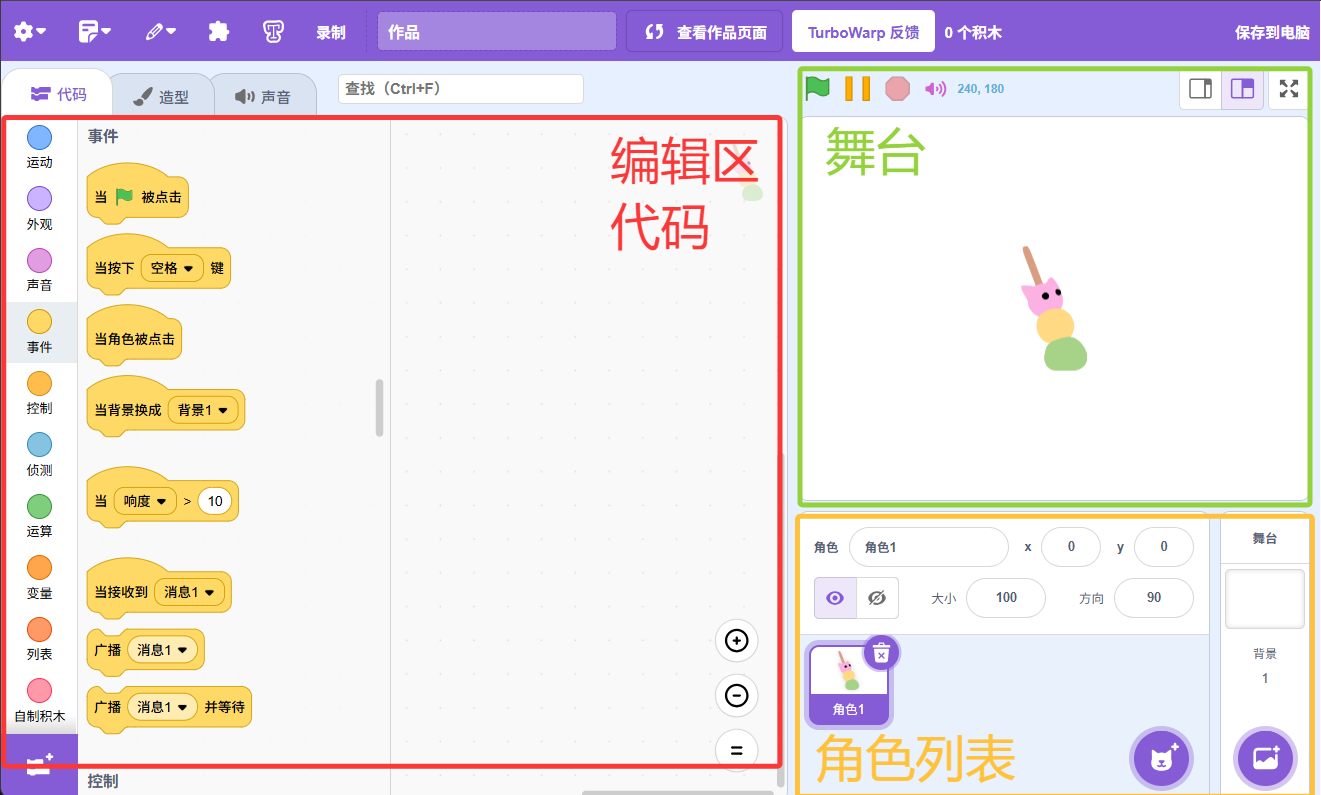 录制
作品
查看作品页面
TurboWarp 反馈
0 个积木
保存到电脑
代码
造型
声音
查找（Ctrl+F）
240, 180
运动
外观
声音
事件
控制
侦测
运算
变量
列表
自制积木
事件
当 被点击
当按下 空格 键
当角色被点击
当背景换成 背景1
当 响度 > 10
当接收到 消息1
广播 消息1
广播 消息1 并等待
控制
编辑区
代码
舞台
角色 角色1 x 0 y 0
大小 100 方向 90
角色1
角色列表
舞台
背景
1